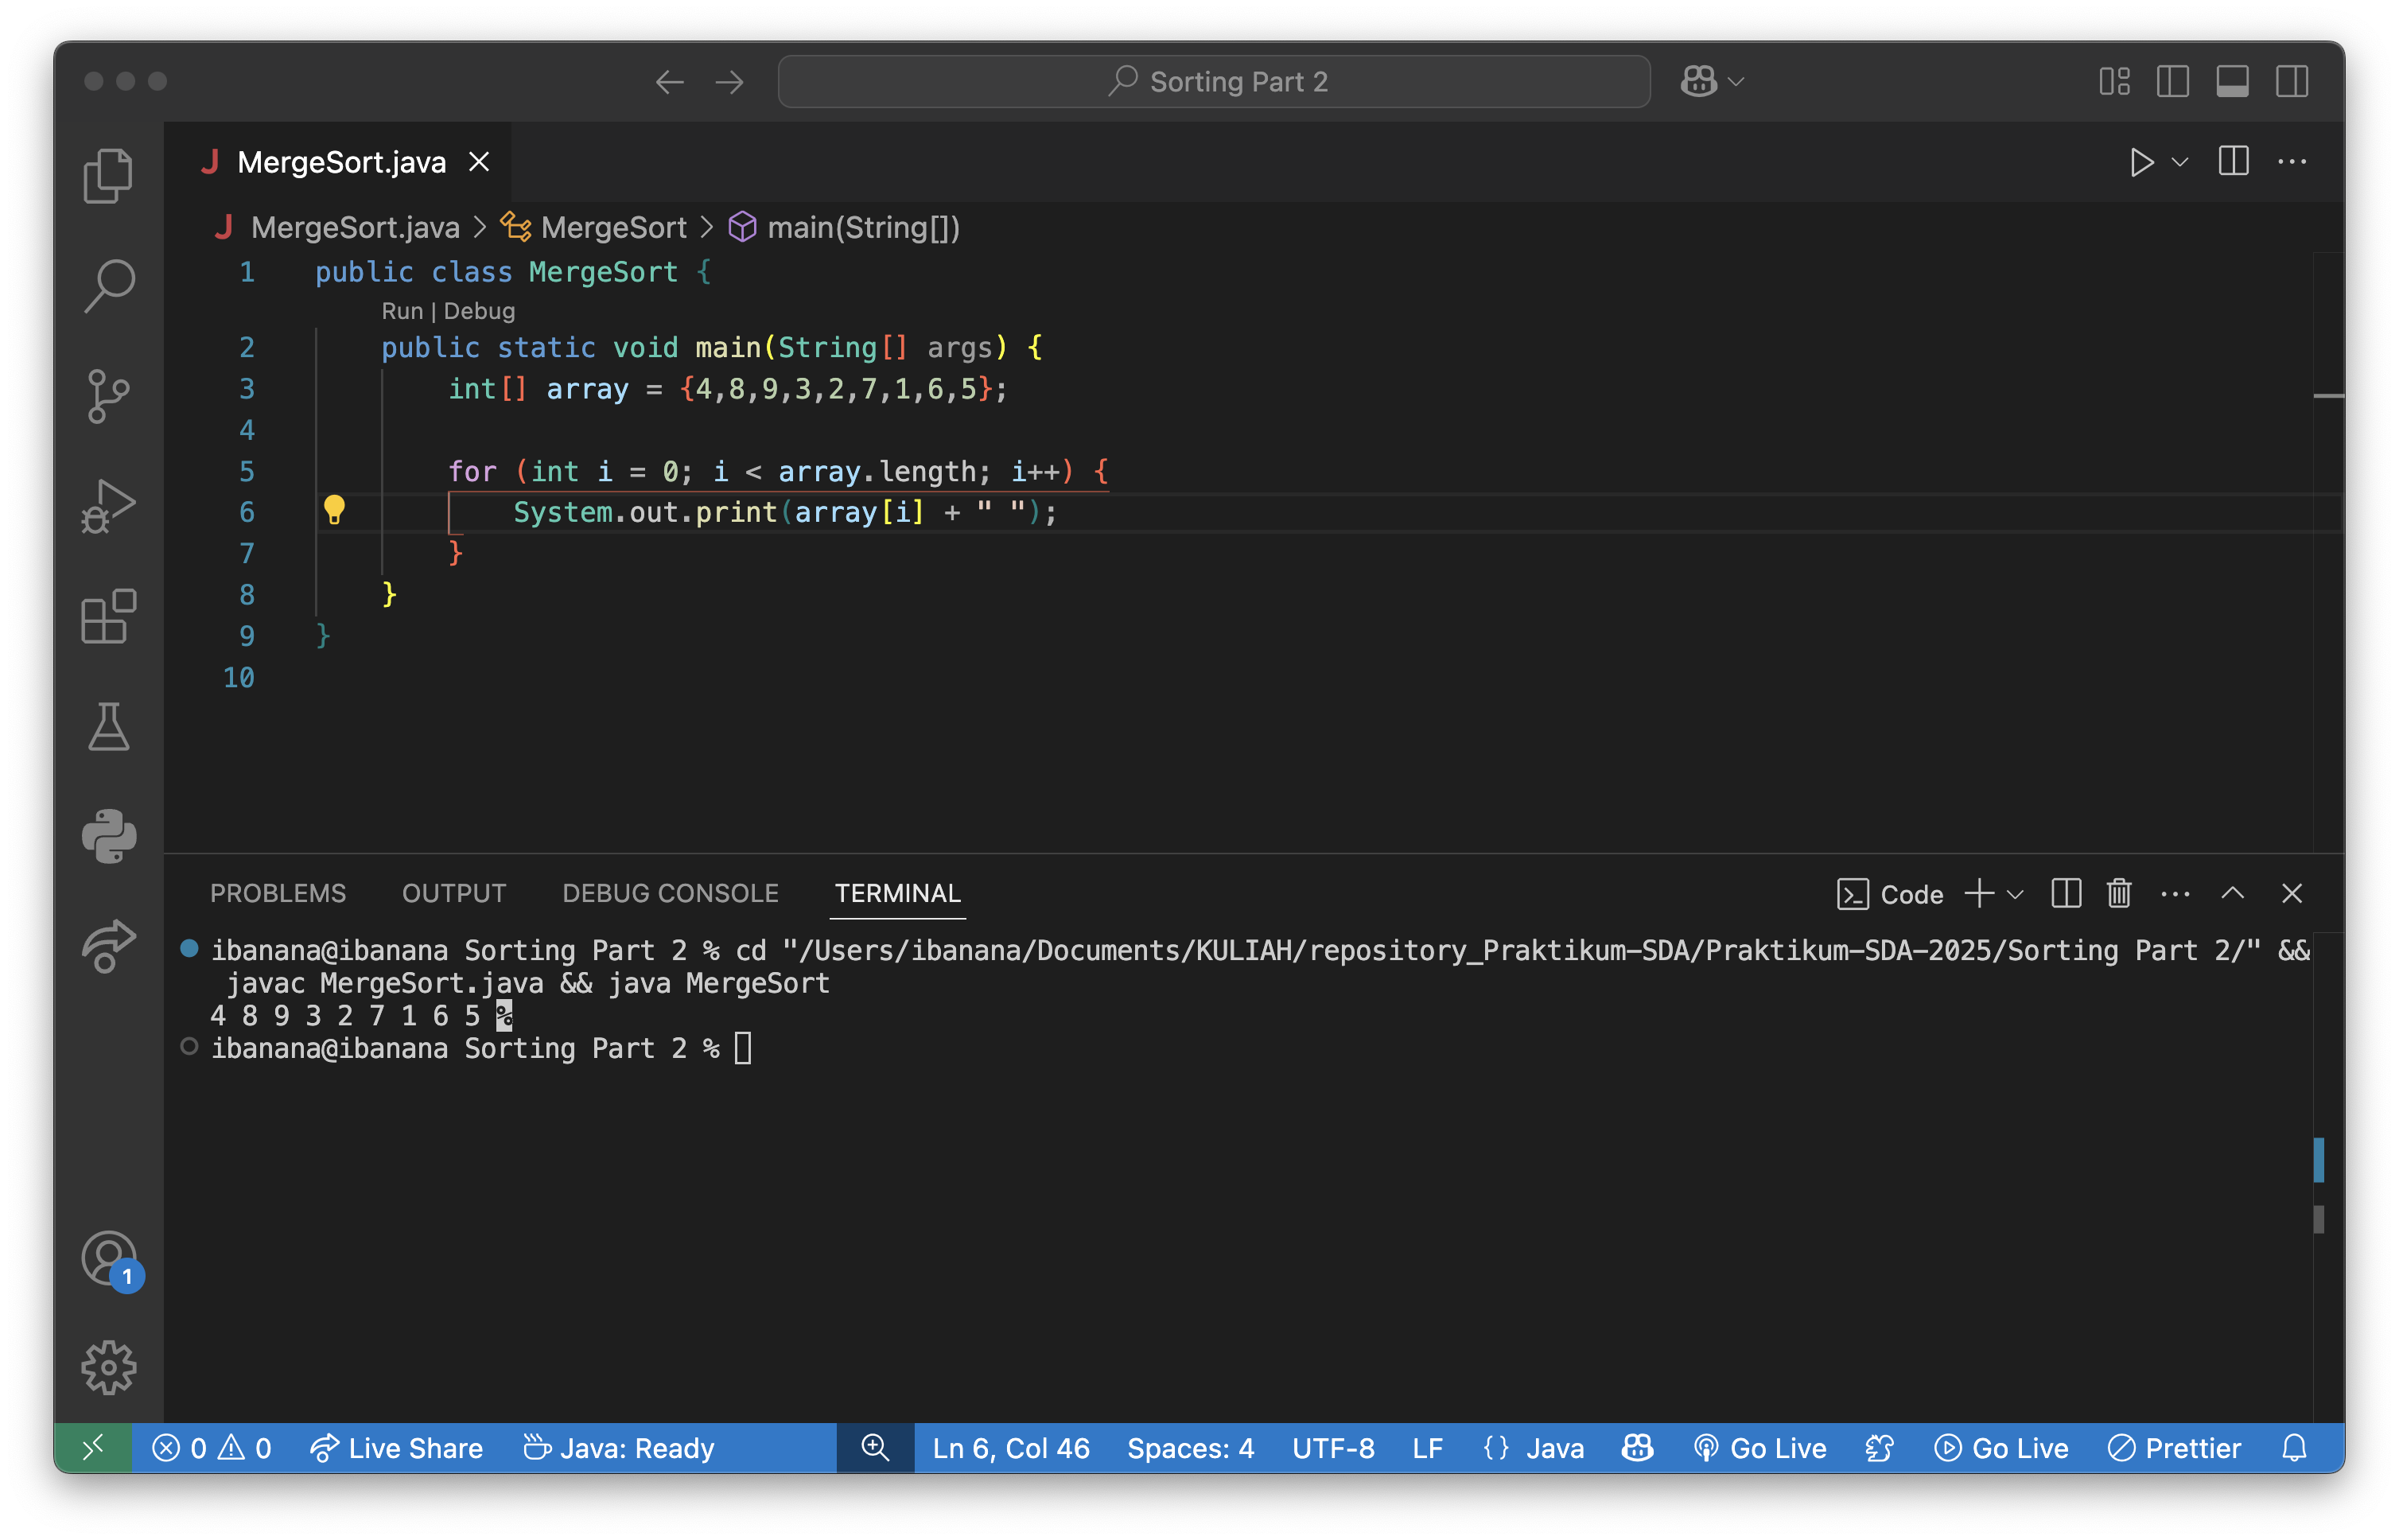 Sorting Part 2
MergeSort.java
MergeSort.java > MergeSort > main(String[])
1 public class MergeSort {
Run | Debug
2 public static void main(String[] args) {
3 int[] array = {4,8,9,3,2,7,1,6,5};
4
5 for (int i = 0; i < array.length; i++) {
6 System.out.print(array[i] + " ");
7 }
8 }
9 }
10
PROBLEMS OUTPUT DEBUG CONSOLE TERMINAL Code
ibanana@ibanana Sorting Part 2 % cd "/Users/ibanana/Documents/KULIAH/repository_Praktikum-SDA/Praktikum-SDA-2025/Sorting Part 2/" &&
javac MergeSort.java && java MergeSort
4 8 9 3 2 7 1 6 5 %
ibanana@ibanana Sorting Part 2 %
1
0 0 Live Share Java: Ready Ln 6, Col 46 Spaces: 4 UTF-8 LF {} Java Go Live Go Live Prettier